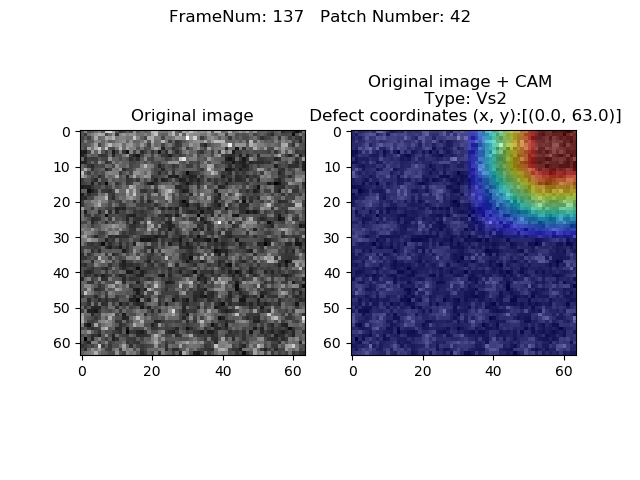 FrameNum: 137   Patch Number: 42
Original image
Original image + CAM
Type: Vs2
Defect coordinates (x, y):[(0.0, 63.0)]
0
10
20
30
40
50
60
0 20 40 60
0
10
20
30
40
50
60
0 20 40 60